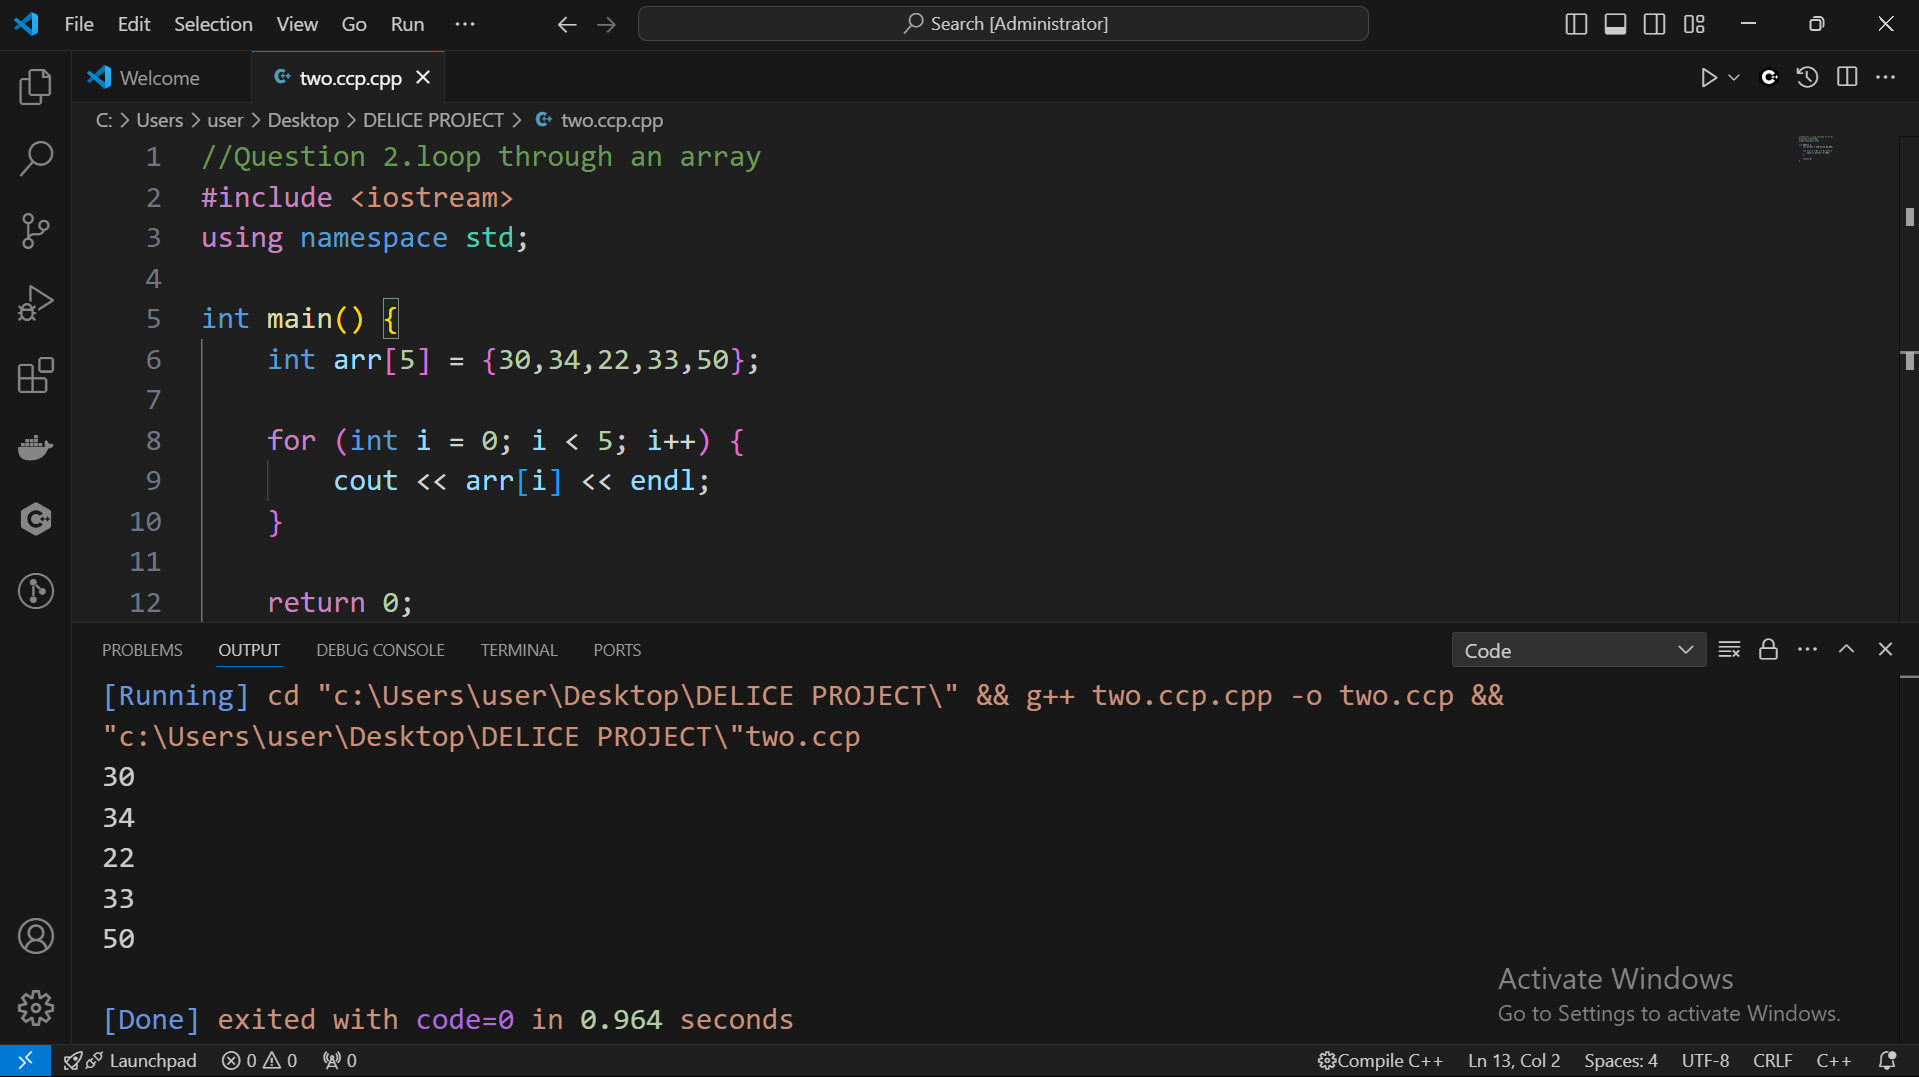 File Edit Selection View Go Run ··· Search [Administrator]
Welcome two.ccp.cpp
C: > Users > user > Desktop > DELICE PROJECT > two.ccp.cpp
1 //Question 2.loop through an array
2 #include <iostream>
3 using namespace std;
4
5 int main() {
6 int arr[5] = {30,34,22,33,50};
7
8 for (int i = 0; i < 5; i++) {
9 cout << arr[i] << endl;
10 }
11
12 return 0;
PROBLEMS OUTPUT DEBUG CONSOLE TERMINAL PORTS Code
[Running] cd "c:\Users\user\Desktop\DELICE PROJECT\" && g++ two.ccp.cpp -o two.ccp &&
"c:\Users\user\Desktop\DELICE PROJECT\"two.ccp
30
34
22
33
50
[Done] exited with code=0 in 0.964 seconds
Activate Windows
Go to Settings to activate Windows.
Launchpad 0 0 0 Compile C++ Ln 13, Col 2 Spaces: 4 UTF-8 CRLF C++